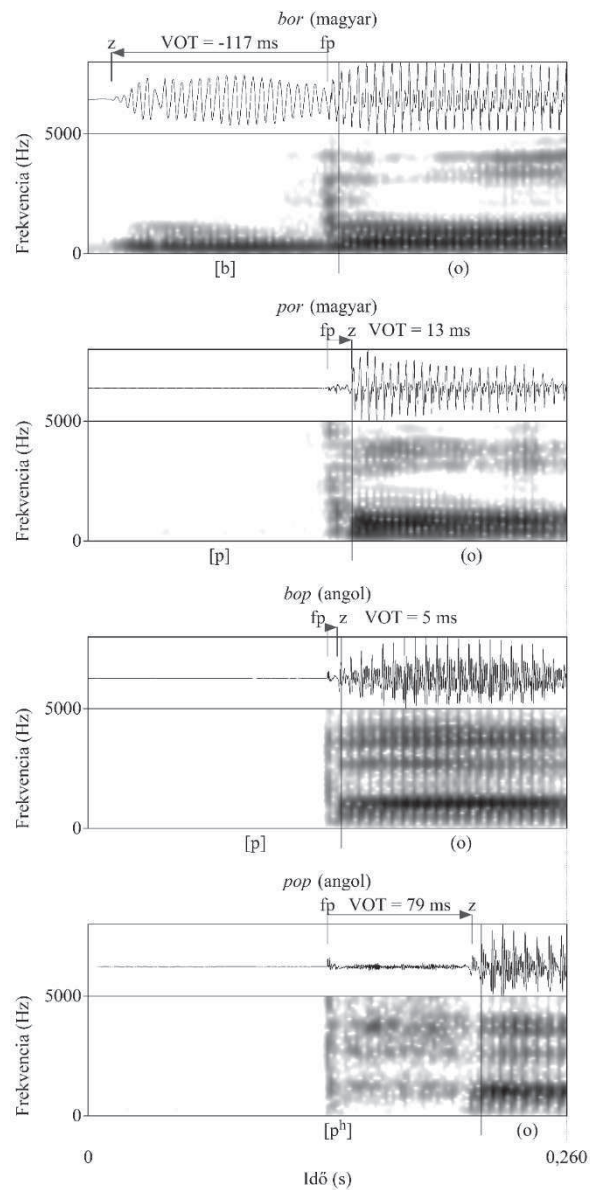 bor (magyar)
z VOT = -117 ms fp
5000
Frekvencia (Hz)
0
[b] (o)
por (magyar)
fp z VOT = 13 ms
5000
Frekvencia (Hz)
0
[p] (o)
bop (angol)
fp z VOT = 5 ms
5000
Frekvencia (Hz)
0
[p] (o)
pop (angol)
fp VOT = 79 ms z
5000
Frekvencia (Hz)
0
[pʰ] (o)
0 0,260
Idő (s)